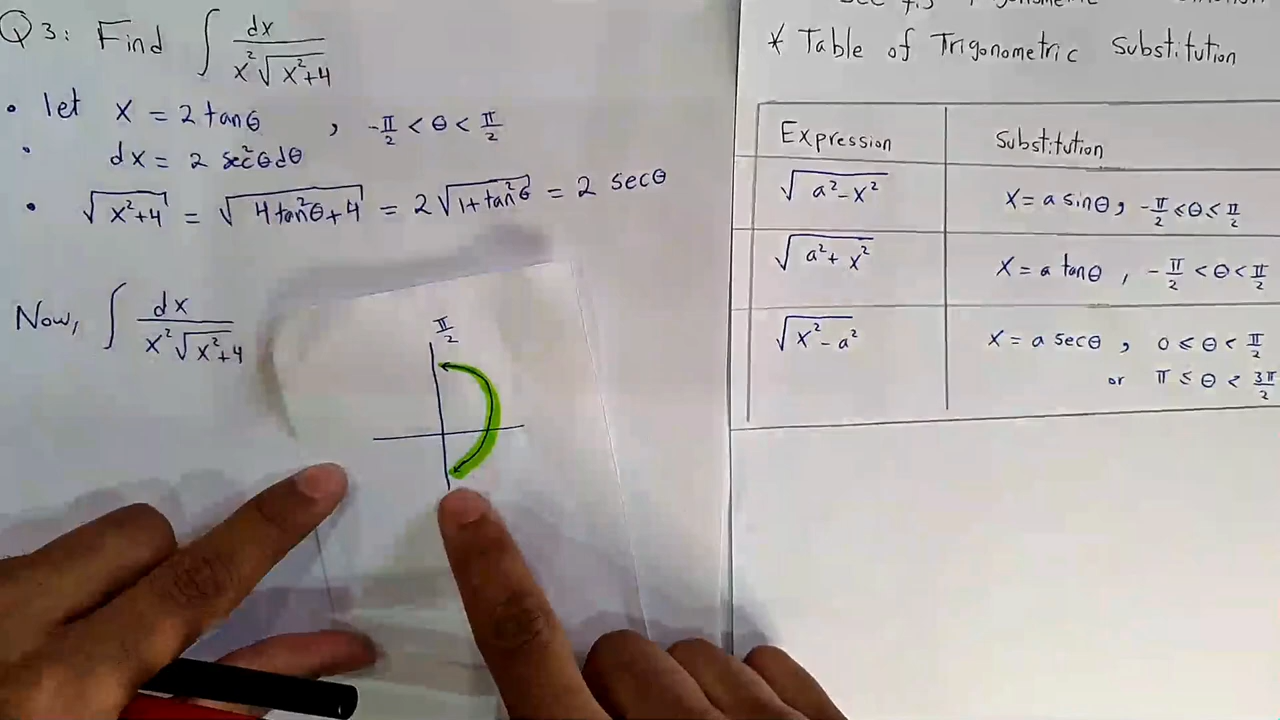 Q3: Find ∫ dx / x²√(x²+4)
• let x = 2 tanθ , -π/2 < θ < π/2
• dx = 2 sec²θ dθ
• √(x²+4) = √(4tan²θ+4) = 2√(1+tan²θ) = 2 secθ
Now, ∫ dx / x²√(x²+4)
π/2
* Table of Trigonometric Substitution
Expression Substitution
√(a²-x²) x = a sinθ, -π/2 ≤ θ ≤ π/2
√(a²+x²) x = a tanθ , -π/2 < θ < π/2
√(x²-a²) x = a secθ , 0 ≤ θ < π/2
or π ≤ θ < 3π/2